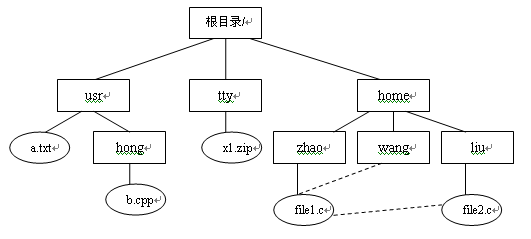 根目录/
usr
tty
home
a.txt
hong
x1.zip
zhao
wang
liu
b.cpp
file1.c
file2.c